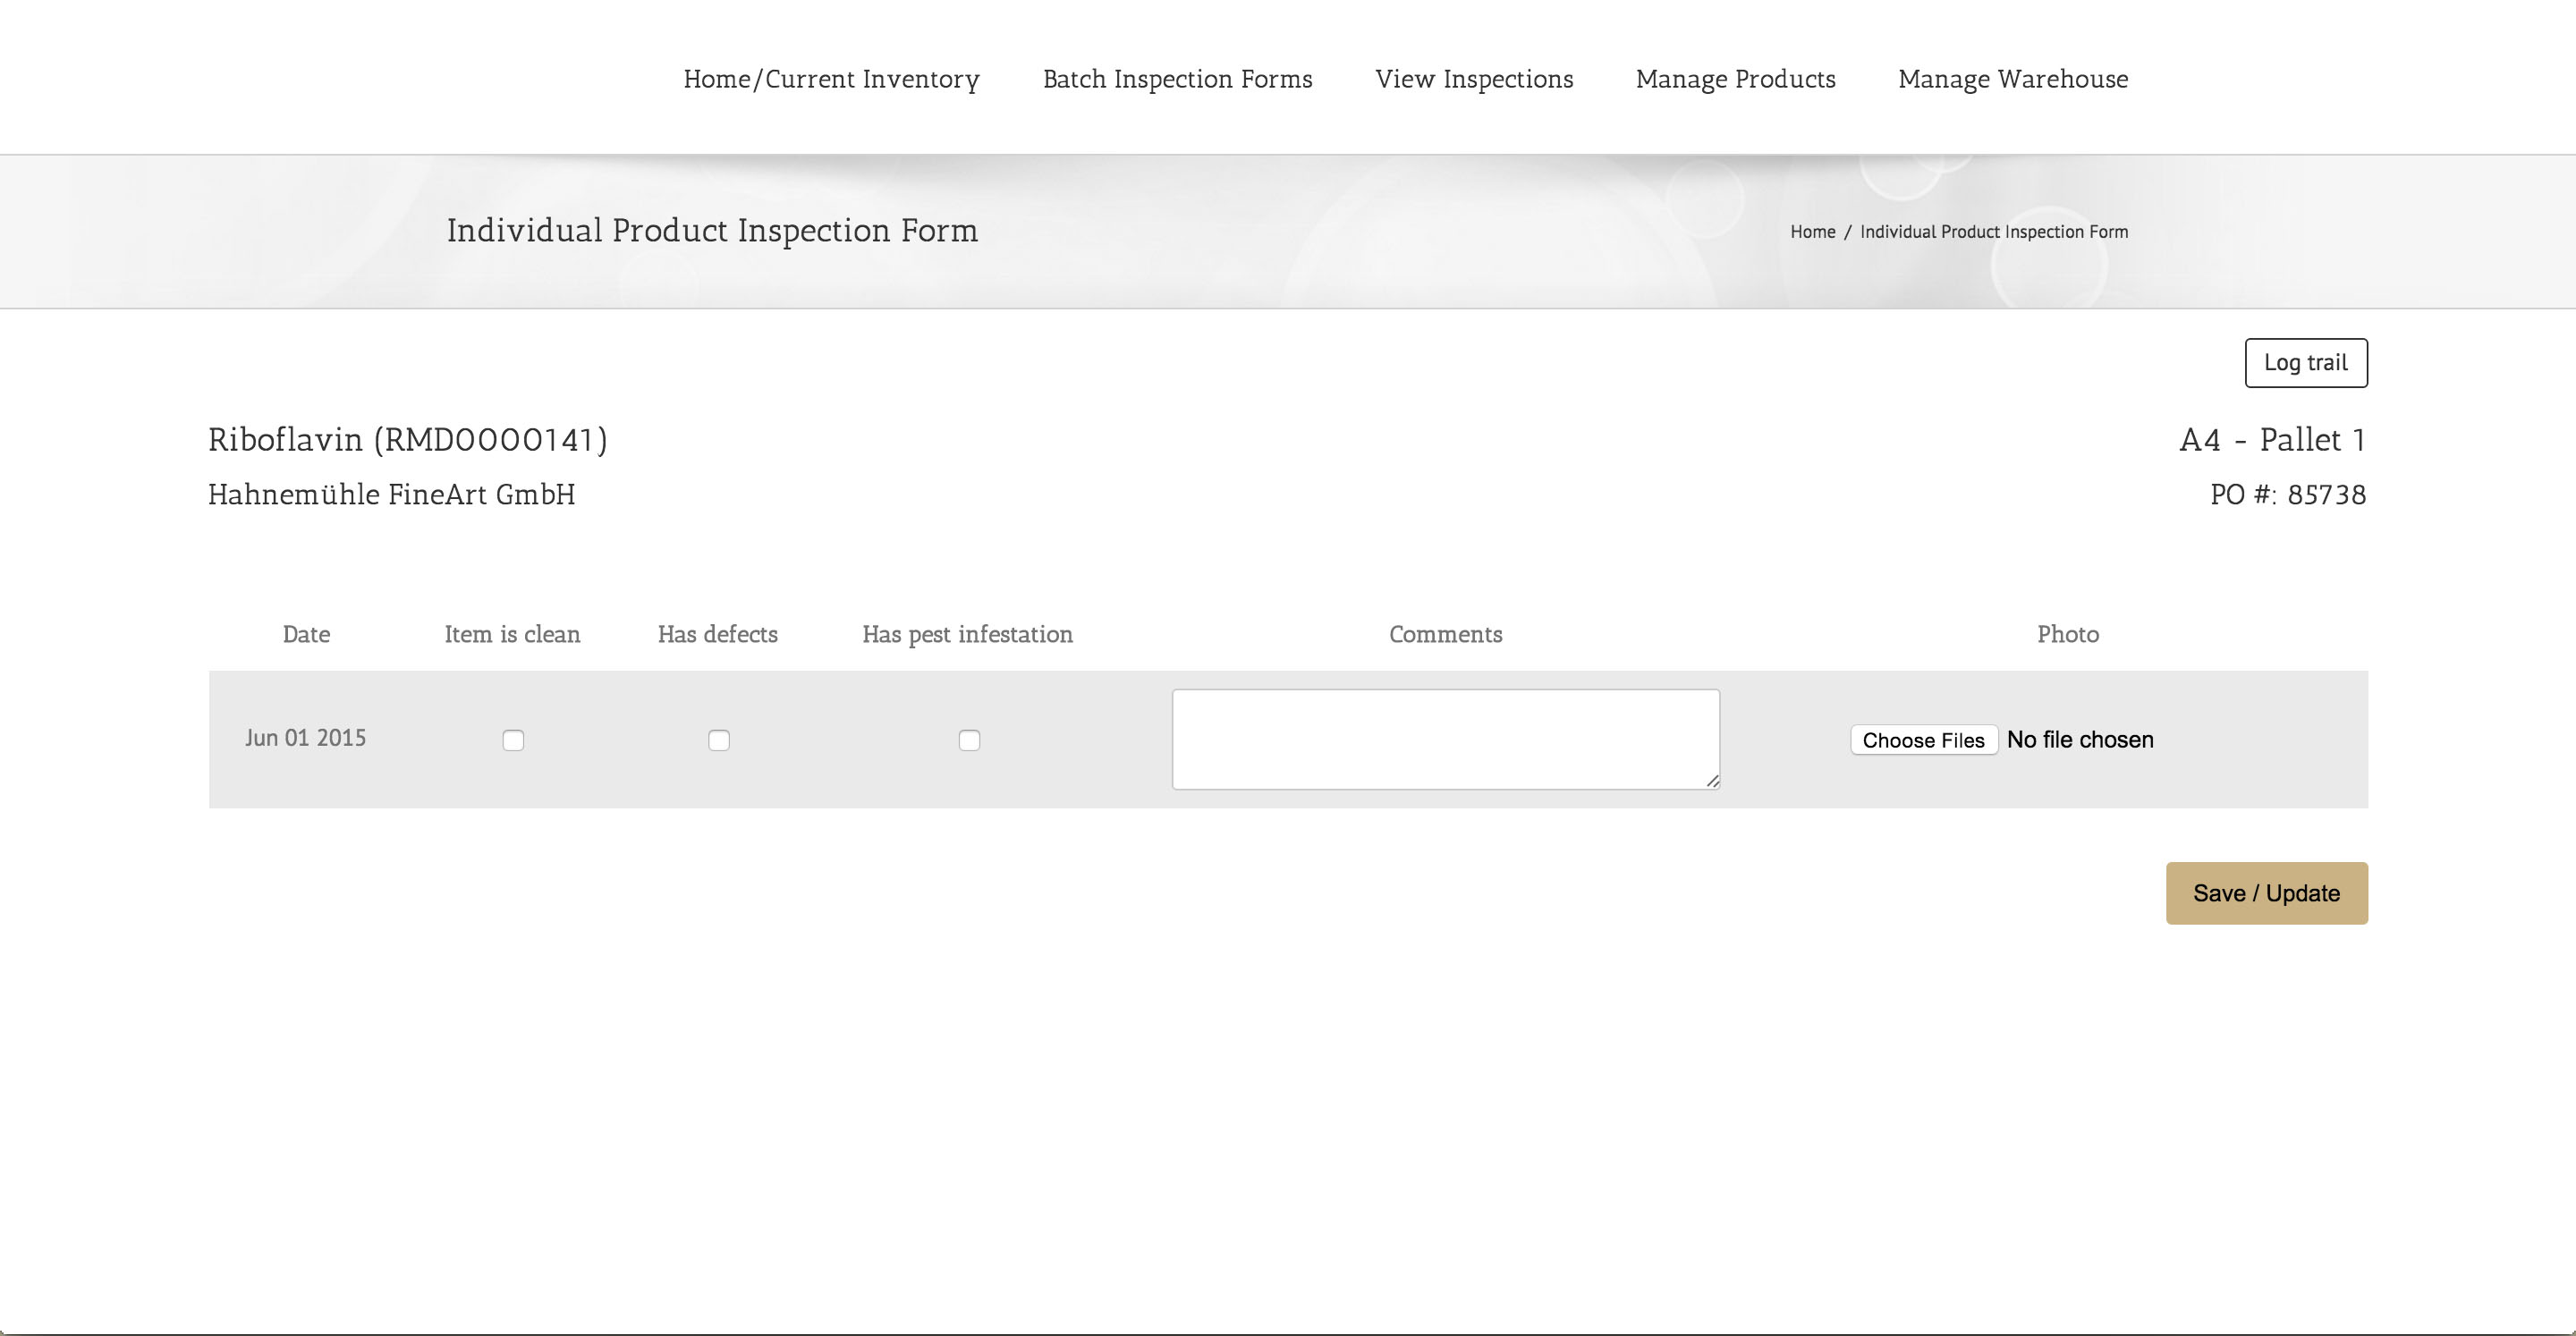 Home/Current Inventory Batch Inspection Forms View Inspections Manage Products Manage Warehouse
Individual Product Inspection Form Home / Individual Product Inspection Form
Log trail
Riboflavin (RMD0000141) A4 - Pallet 1
Hahnemühle FineArt GmbH PO #: 85738
Date Item is clean Has defects Has pest infestation Comments Photo
Jun 01 2015 Choose Files No file chosen
Save / Update